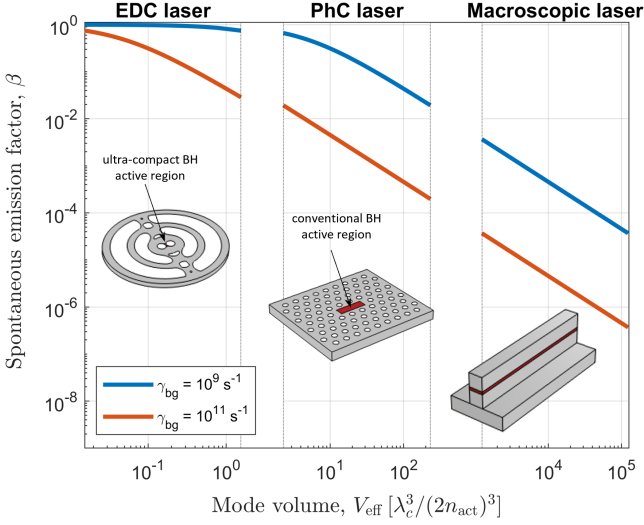 EDC laser
PhC laser
Macroscopic laser
Spontaneous emission factor, β
10^0
10^-2
10^-4
10^-6
10^-8
ultra-compact BH
active region
conventional BH
active region
γ_bg = 10^9 s^-1
γ_bg = 10^11 s^-1
10^-1
10^0
10^1
10^2
10^4
10^5
Mode volume, V_eff [λ_c^3/(2n_act)^3]